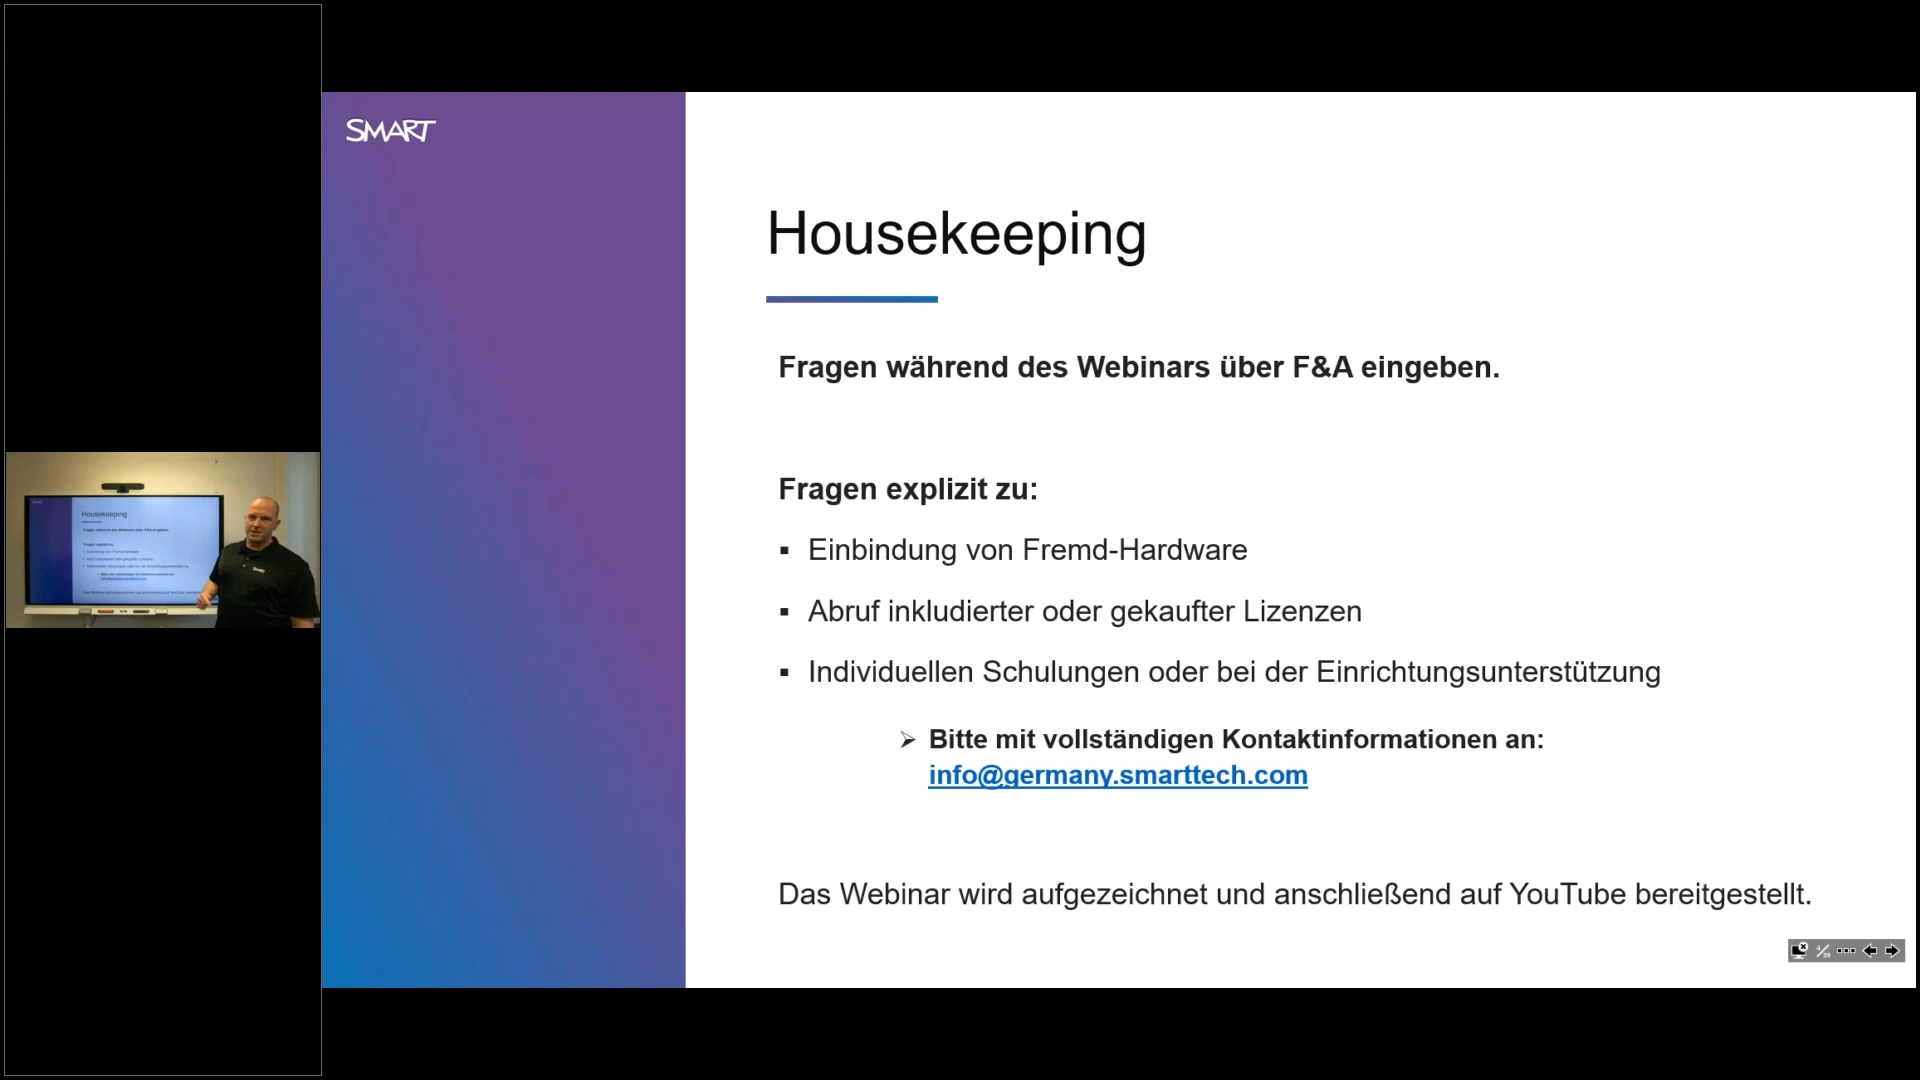 SMART
Housekeeping
Fragen während des Webinars über F&A eingeben.
Fragen explizit zu:
▪ Einbindung von Fremd-Hardware
▪ Abruf inkludierter oder gekaufter Lizenzen
▪ Individuellen Schulungen oder bei der Einrichtungsunterstützung
➢ Bitte mit vollständigen Kontaktinformationen an:
info@germany.smarttech.com
Das Webinar wird aufgezeichnet und anschließend auf YouTube bereitgestellt.
Housekeeping